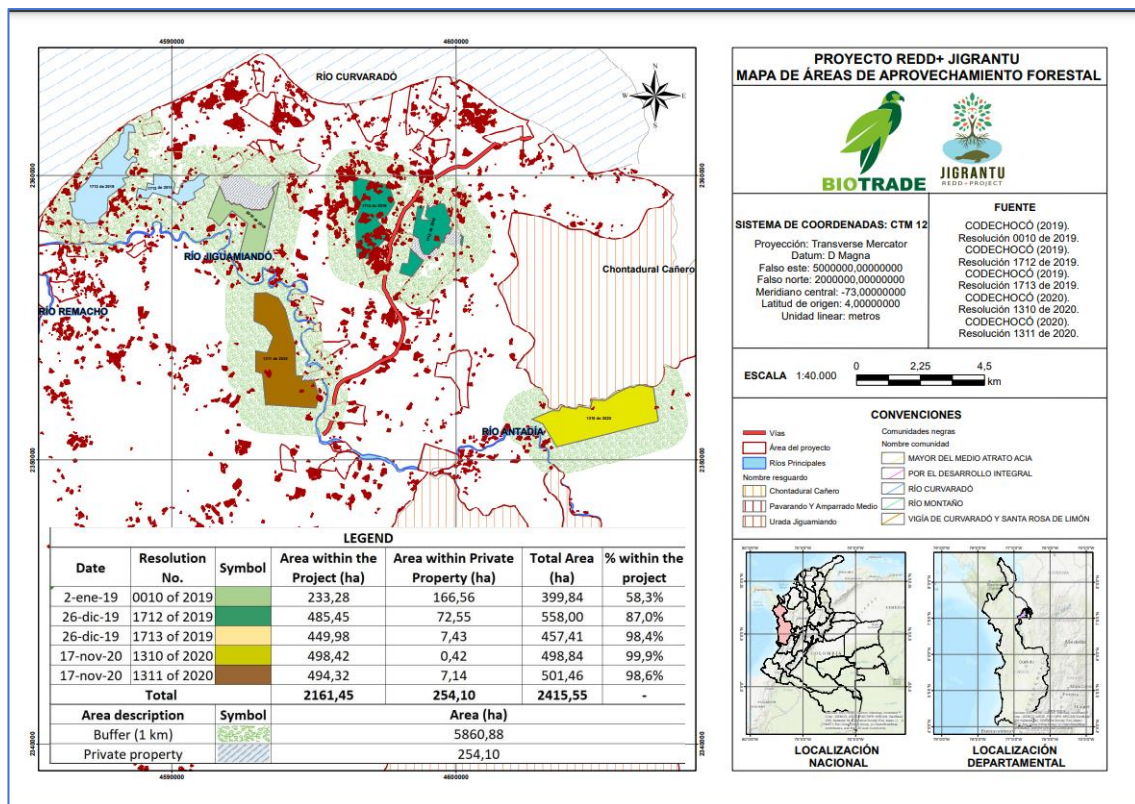 4590000
4600000
RÍO CURVARADÓ
N
W
E
S
2360000
2360000
1713 de 2019
1712 de 2019
RÍO JIGUAMIANDÓ.
Chontadural Cañero
RÍO REMACHO
1311 de 2020
1310 de 2020
RÍO ANTADÍA
LEGEND
Date
Resolution No.
Symbol
Area within the Project (ha)
Area within Private Property (ha)
Total Area (ha)
% within the project
2-ene-19 0010 of 2019 233,28 166,56 399,84 58,3%
26-dic-19 1712 of 2019 485,45 72,55 558,00 87,0%
26-dic-19 1713 of 2019 449,98 7,43 457,41 98,4%
17-nov-20 1310 of 2020 498,42 0,42 498,84 99,9%
17-nov-20 1311 of 2020 494,32 7,14 501,46 98,6%
Total 2161,45 254,10 2415,55 -
Area description Symbol Area (ha)
Buffer (1 km) 5860,88
Private property 254,10
4590000
4600000
PROYECTO REDD+ JIGRANTU
MAPA DE ÁREAS DE APROVECHAMIENTO FORESTAL
BIOTRADE
JIGRANTU
REDD+PROJECT
SISTEMA DE COORDENADAS: CTM 12
Proyección: Transverse Mercator
Datum: D Magna
Falso este: 5000000,00000000
Falso norte: 2000000,00000000
Meridiano central: -73,00000000
Latitud de origen: 4,00000000
Unidad linear: metros
FUENTE
CODECHOCÓ (2019).
Resolución 0010 de 2019.
CODECHOCÓ (2019).
Resolución 1712 de 2019.
CODECHOCÓ (2019).
Resolución 1713 de 2019.
CODECHOCÓ (2020).
Resolución 1310 de 2020.
CODECHOCÓ (2020).
Resolución 1311 de 2020.
ESCALA 1:40.000
0 2,25 4,5
km
CONVENCIONES
Vías
Área del proyecto
Ríos Principales
Nombre resguardo
Chontadural Cañero
Pavarando Y Amparrado Medio
Urada Jiguamiando
Comunidades negras
Nombre comunidad
MAYOR DEL MEDIO ATRATO ACIA
POR EL DESARROLLO INTEGRAL
RÍO CURVARADÓ
RÍO MONTAÑO
VIGÍA DE CURVARADÓ Y SANTA ROSA DE LIMÓN
COLOMBIA
LOCALIZACIÓN
NACIONAL
LOCALIZACIÓN
DEPARTAMENTAL